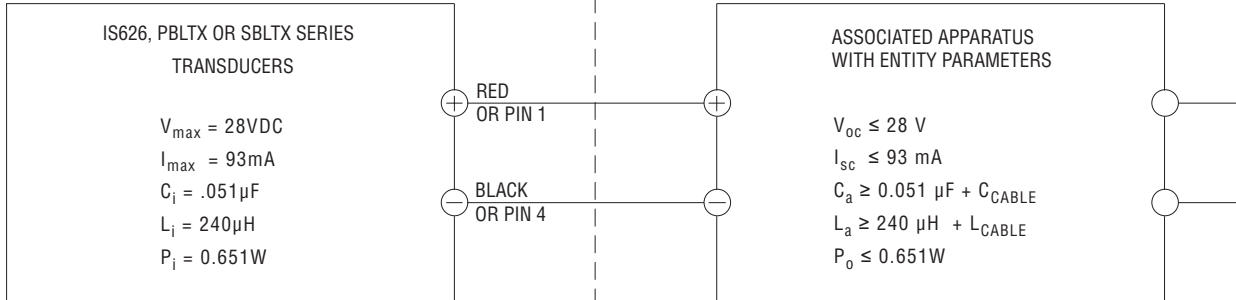 IS626, PBLTX OR SBLTX SERIES
TRANSDUCERS
Vmax = 28VDC
Imax = 93mA
Ci = .051µF
Li = 240µH
Pi = 0.651W
+
RED
OR PIN 1
+
−
BLACK
OR PIN 4
−
ASSOCIATED APPARATUS
WITH ENTITY PARAMETERS
Voc ≤ 28 V
Isc ≤ 93 mA
Ca ≥ 0.051 µF + CCABLE
La ≥ 240 µH + LCABLE
Po ≤ 0.651W